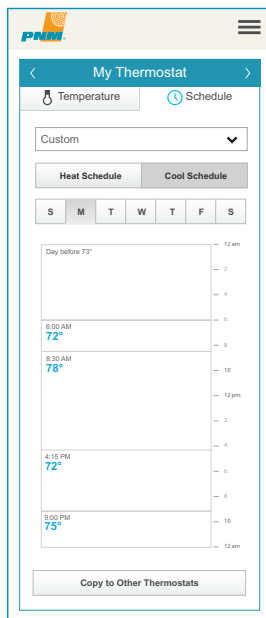 PNM
My Thermostat
Temperature
Schedule
Custom
Heat Schedule
Cool Schedule
S M T W T F S
Day before 73°
12 am
2
4
6
6:00 AM
72°
8
8:30 AM
78°
10
12 pm
2
4
4:15 PM
72°
6
8
9:00 PM
75°
10
12 am
Copy to Other Thermostats